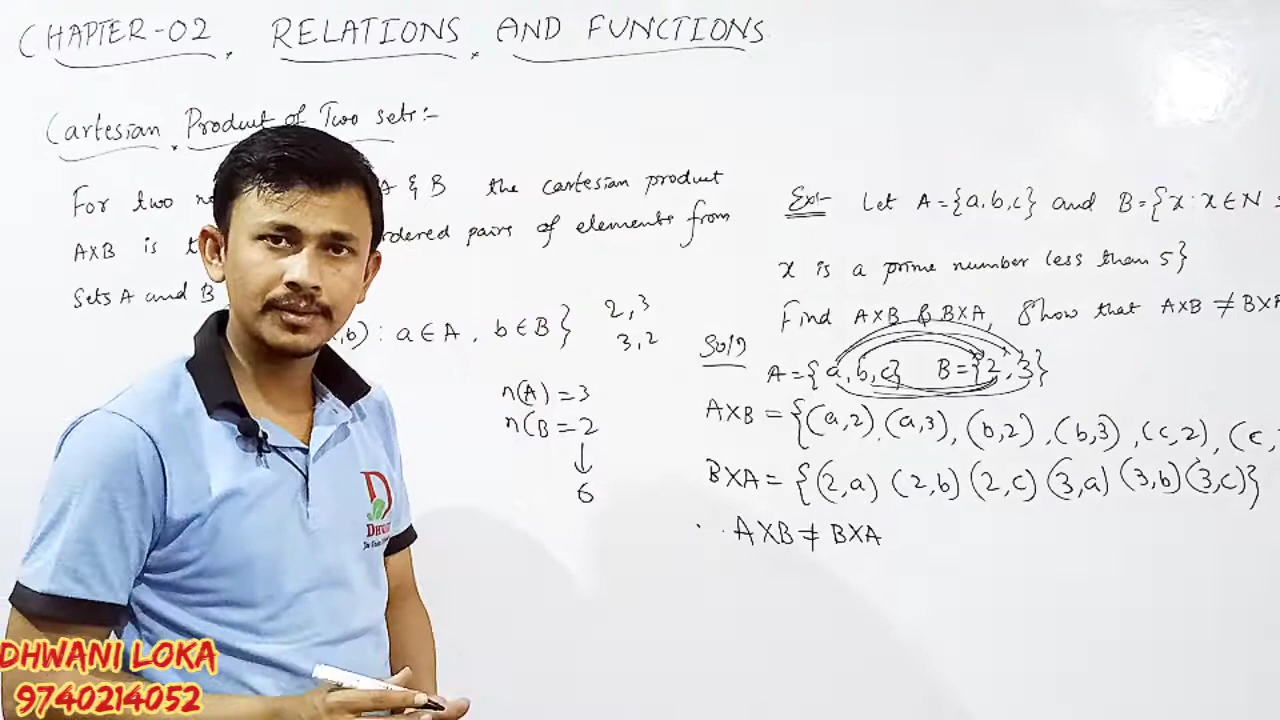 CHAPTER-02 RELATIONS AND FUNCTIONS
Cartesian Product of Two sets:-
For two A & B the cartesian product
AXB is ordered pairs of elements from
Sets A and B
,b) : a ∈ A , b ∈ B }
2,3
3,2
n(A) = 3
n(B = 2
↓
6
Ex:- Let A={a,b,c} and B={x : x ∈ N
x is a prime number less than 5}
Find AXB & BXA, Show that AXB ≠ BXA
Sol)
A={a,b,c} B={2,3}
AXB = {(a,2),(a,3),(b,2),(b,3),(c,2),(c,
BXA = {(2,a) (2,b) (2,c) (3,a) (3,b) (3,c)}
AXB ≠ BXA
DHWANI LOKA
9740214052